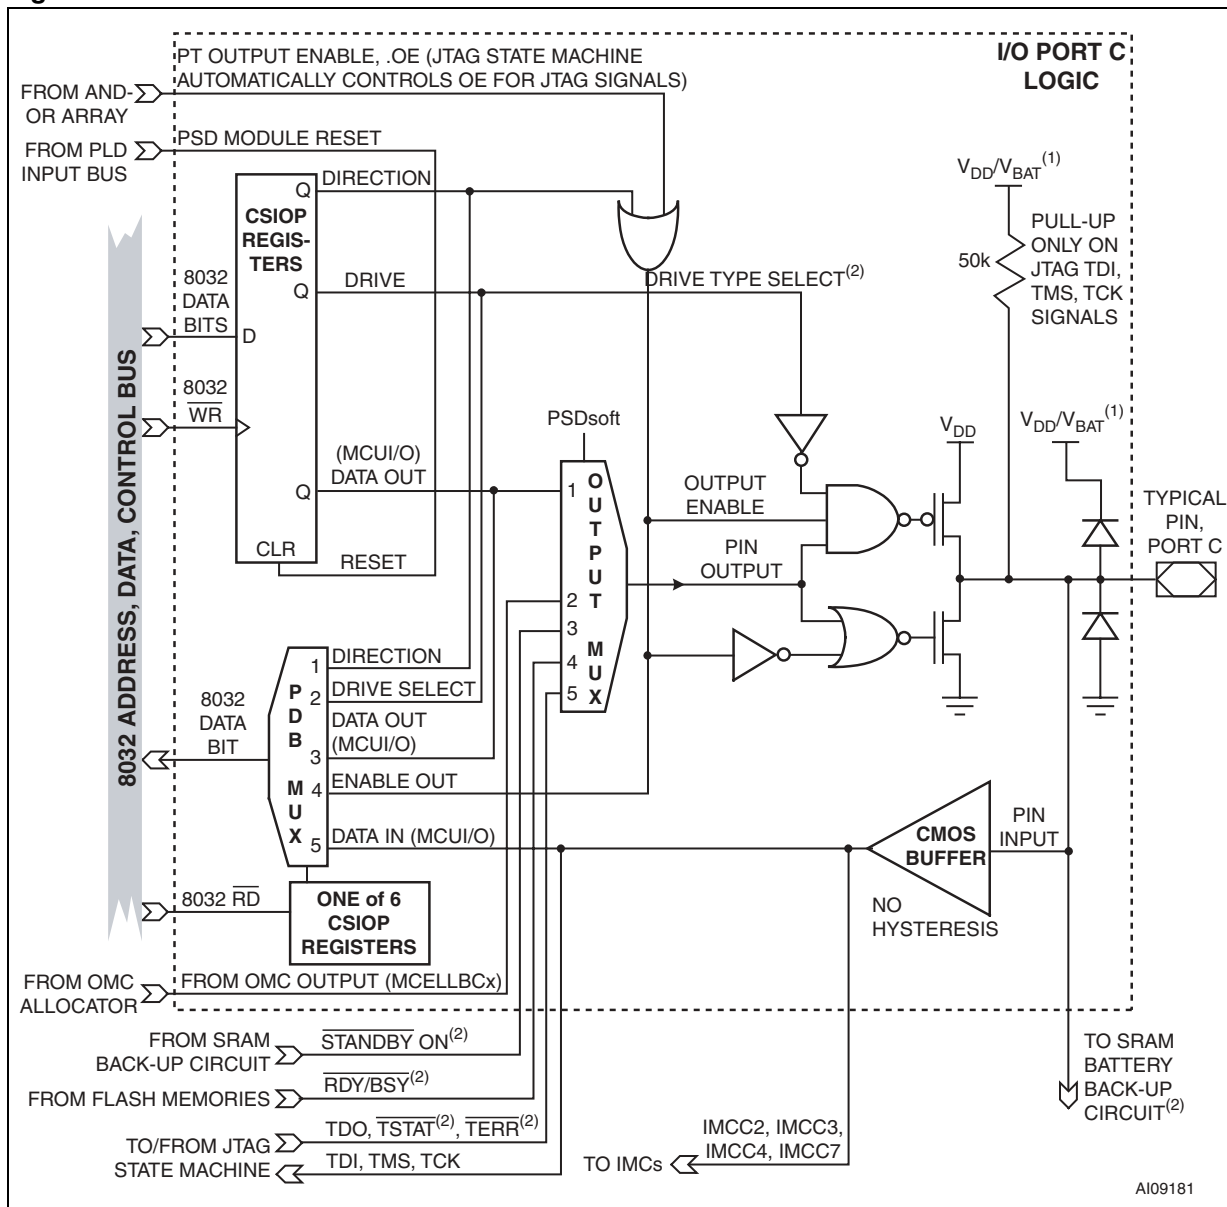 PT OUTPUT ENABLE, .OE (JTAG STATE MACHINE
AUTOMATICALLY CONTROLS OE FOR JTAG SIGNALS)
I/O PORT C
LOGIC
FROM AND-
OR ARRAY
FROM PLD
INPUT BUS
PSD MODULE RESET
DIRECTION
Q
CSIOP
REGIS-
TERS
Q
DRIVE
DRIVE TYPE SELECT(2)
VDD/VBAT(1)
50k
PULL-UP
ONLY ON
JTAG TDI,
TMS, TCK
SIGNALS
8032
DATA
BITS
D
8032
WR
8032 ADDRESS, DATA, CONTROL BUS
(MCUI/O)
DATA OUT
Q
CLR
RESET
PSDsoft
1
2
3
4
5
OUTPUT MUX
OUTPUT
ENABLE
PIN
OUTPUT
VDD
VDD/VBAT(1)
TYPICAL
PIN,
PORT C
8032
DATA
BIT
PDB MUX
1 DIRECTION
2 DRIVE SELECT
DATA OUT
3 (MCUI/O)
4 ENABLE OUT
5 DATA IN (MCUI/O)
CMOS
BUFFER
PIN
INPUT
NO
HYSTERESIS
8032 RD
ONE of 6
CSIOP
REGISTERS
FROM OMC
ALLOCATOR
FROM OMC OUTPUT (MCELLBCx)
FROM SRAM
BACK-UP CIRCUIT
STANDBY ON(2)
FROM FLASH MEMORIES
RDY/BSY(2)
TO/FROM JTAG
STATE MACHINE
TDO, TSTAT(2), TERR(2)
TDI, TMS, TCK
TO IMCs
IMCC2, IMCC3,
IMCC4, IMCC7
TO SRAM
BATTERY
BACK-UP
CIRCUIT(2)
AI09181